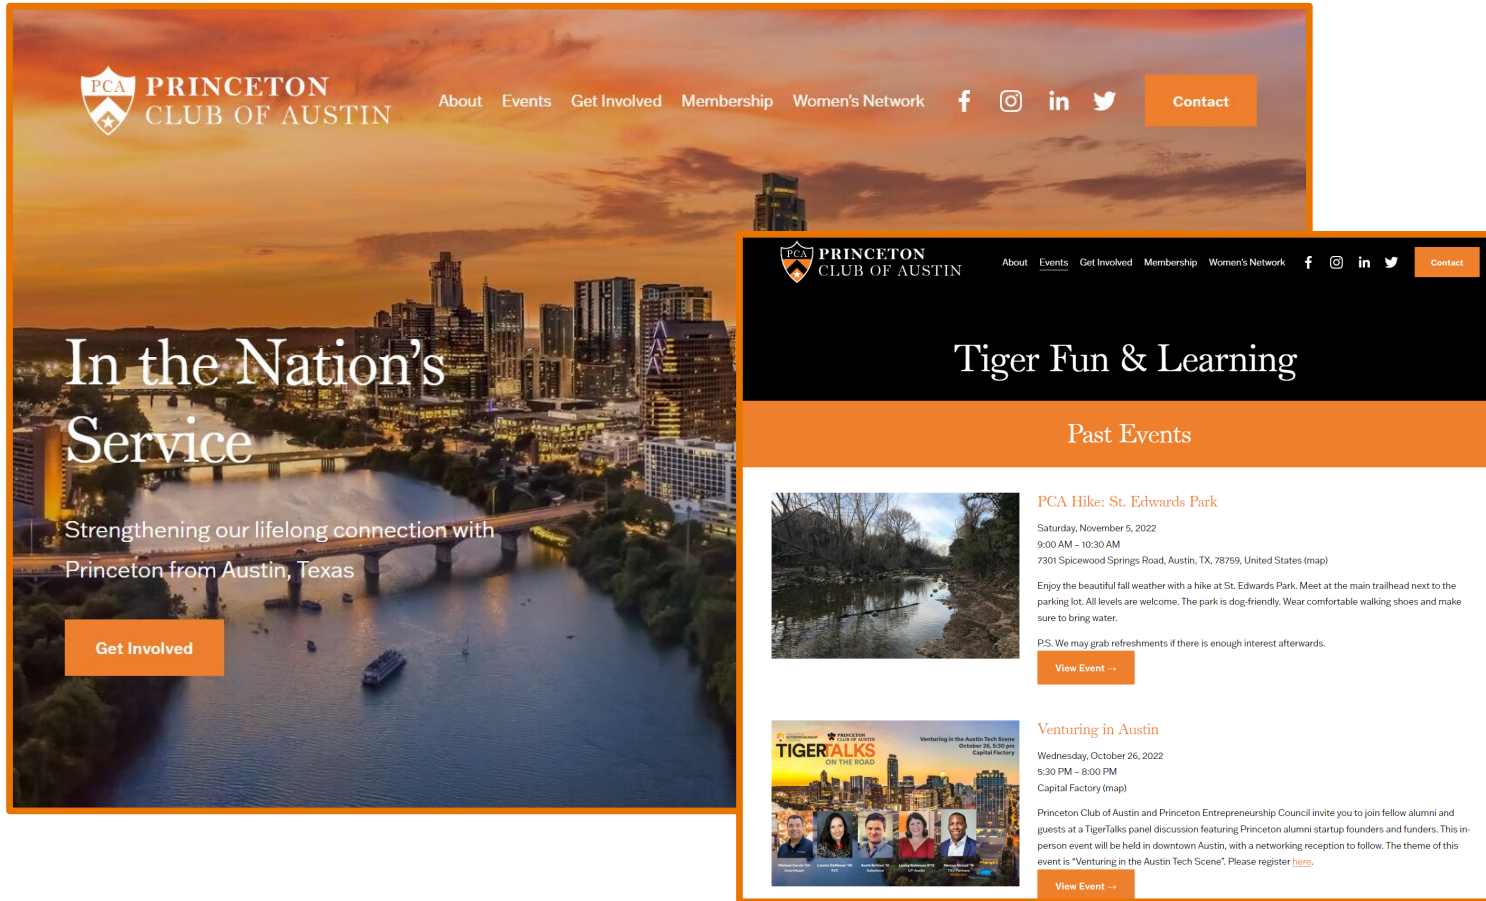 PCA
PRINCETON
CLUB OF AUSTIN
About Events Get Involved Membership Women's Network
Contact
In the Nation's
Service
Strengthening our lifelong connection with
Princeton from Austin, Texas
Get Involved
PCA
PRINCETON
CLUB OF AUSTIN
About Events Get Involved Membership Women's Network
Contact
Tiger Fun & Learning
Past Events
PCA Hike: St. Edwards Park
Saturday, November 5, 2022
9:00 AM – 10:30 AM
7301 Spicewood Springs Road, Austin, TX, 78759, United States (map)
Enjoy the beautiful fall weather with a hike at St. Edwards Park. Meet at the main trailhead next to the
parking lot. All levels are welcome. The park is dog-friendly. Wear comfortable walking shoes and make
sure to bring water.
P.S. We may grab refreshments if there is enough interest afterwards.
View Event →
PRINCETON
CLUB OF AUSTIN
TIGERTALKS
ON THE ROAD
Venturing in the Austin Tech Scene
October 26, 5:30 pm
Capital Factory
Venturing in Austin
Wednesday, October 26, 2022
5:30 PM – 8:00 PM
Capital Factory (map)
Princeton Club of Austin and Princeton Entrepreneurship Council invite you to join fellow alumni and
guests at a TigerTalks panel discussion featuring Princeton alumni startup founders and funders. This in-
person event will be held in downtown Austin, with a networking reception to follow. The theme of this
event is "Venturing in the Austin Tech Scene". Please register here.
View Event →